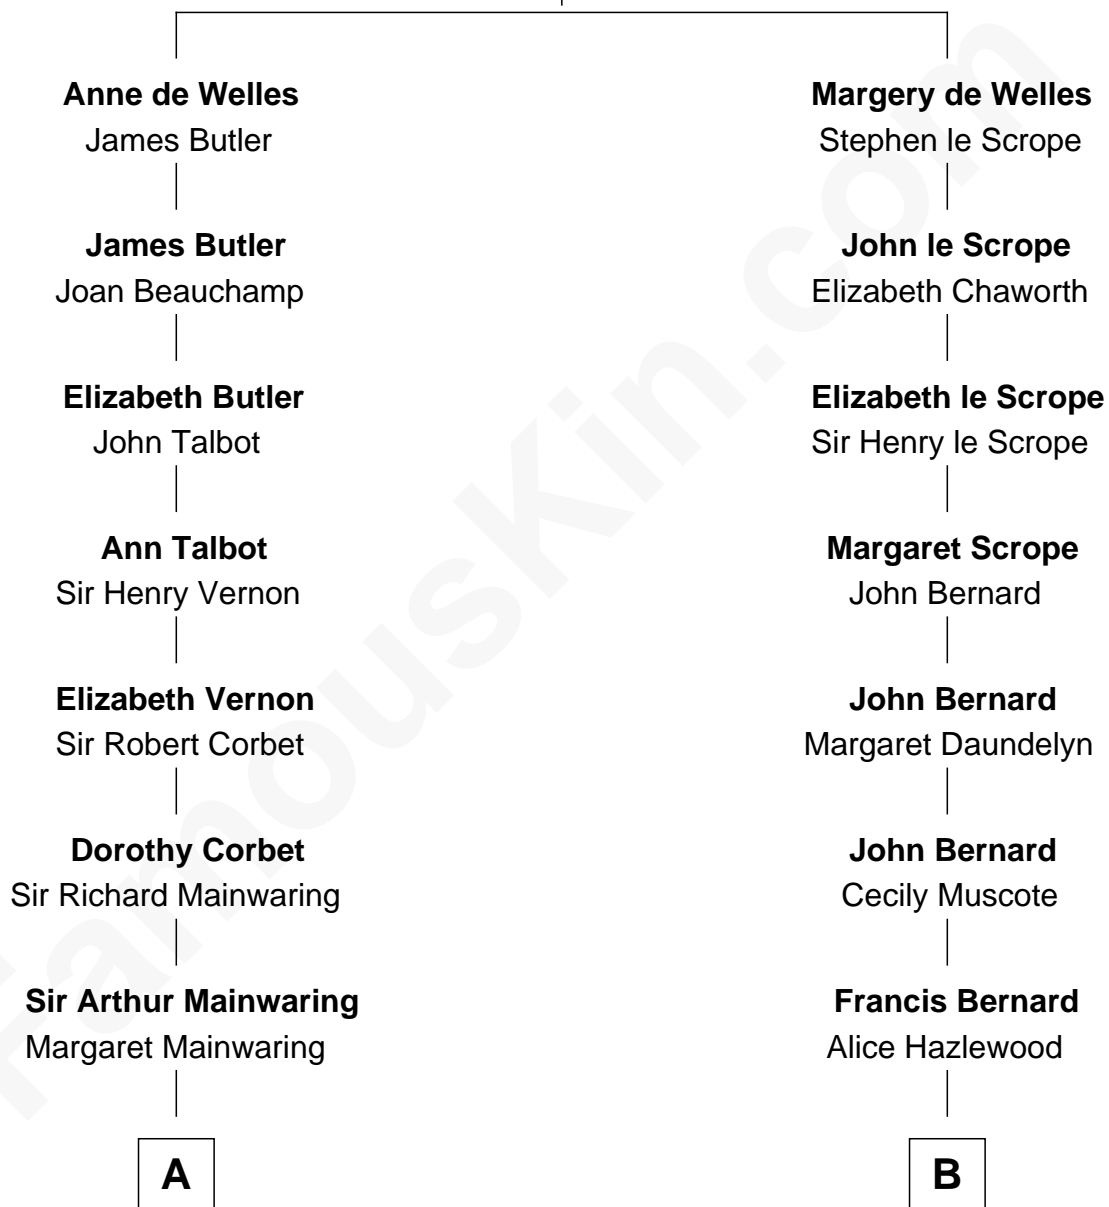 Anne de Welles
James Butler
James Butler
Joan Beauchamp
Elizabeth Butler
John Talbot
Ann Talbot
Sir Henry Vernon
Elizabeth Vernon
Sir Robert Corbet
Dorothy Corbet
Sir Richard Mainwaring
Sir Arthur Mainwaring
Margaret Mainwaring
A
Margery de Welles
Stephen le Scrope
John le Scrope
Elizabeth Chaworth
Elizabeth le Scrope
Sir Henry le Scrope
Margaret Scrope
John Bernard
John Bernard
Margaret Daundelyn
John Bernard
Cecily Muscote
Francis Bernard
Alice Hazlewood
B
FamousKin.com